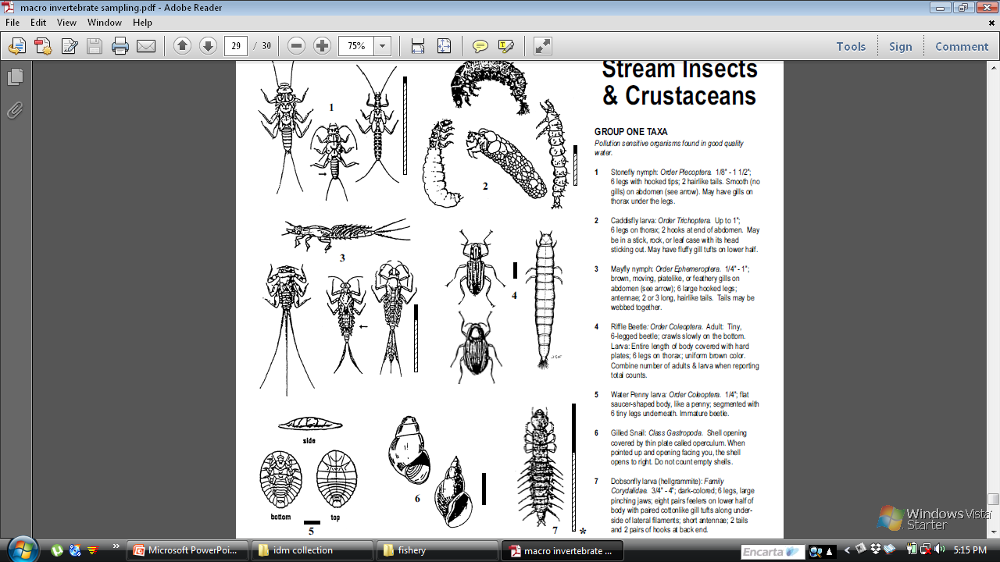 macro invertebrate sampling.pdf - Adobe Reader
File Edit View Window Help
29 / 30 75% Tools Sign Comment
Stream Insects
& Crustaceans
GROUP ONE TAXA
Pollution sensitive organisms found in good quality
water.
1 Stonefly nymph: Order Plecoptera. 1/8" - 1 1/2";
6 legs with hooked tips; 2 hairlike tails. Smooth (no
gills) on abdomen (see arrow). May have gills on
thorax under the legs.
2 Caddisfly larva: Order Trichoptera. Up to 1";
6 legs on thorax; 2 hooks at end of abdomen. May
be in a stick, rock, or leaf case with its head
sticking out. May have fluffy gill tufts on lower half.
3 Mayfly nymph: Order Ephemeroptera. 1/4" - 1";
brown, moving, platelike, or feathery gills on
abdomen (see arrow); 6 large hooked legs;
antennae; 2 or 3 long, hairlike tails. Tails may be
webbed together.
4 Riffle Beetle: Order Coleoptera. Adult: Tiny,
6-legged beetle; crawls slowly on the bottom.
Larva: Entire length of body covered with hard
plates; 6 legs on thorax; uniform brown color.
Combine number of adults & larva when reporting
total counts.
5 Water Penny larva: Order Coleoptera. 1/4"; flat
saucer-shaped body, like a penny; segmented with
6 tiny legs underneath. Immature beetle.
6 Gilled Snail: Class Gastropoda. Shell opening
covered by thin plate called operculum. When
pointed up and opening facing you, the shell
opens to right. Do not count empty shells.
7 Dobsonfly larva (hellgrammite): Family
Corydalidae. 3/4" - 4"; dark-colored; 6 legs, large
pinching jaws; eight pairs feelers on lower half of
body with paired cottonlike gill tufts along under-
side of lateral filaments; short antennae; 2 tails
and 2 pairs of hooks at back end.
1
2
3
4
side
bottom top
5
6
7 *
Windows Vista
Starter
Microsoft PowerPoi... idm collection fishery macro invertebrate ... Encarta 5:15 PM